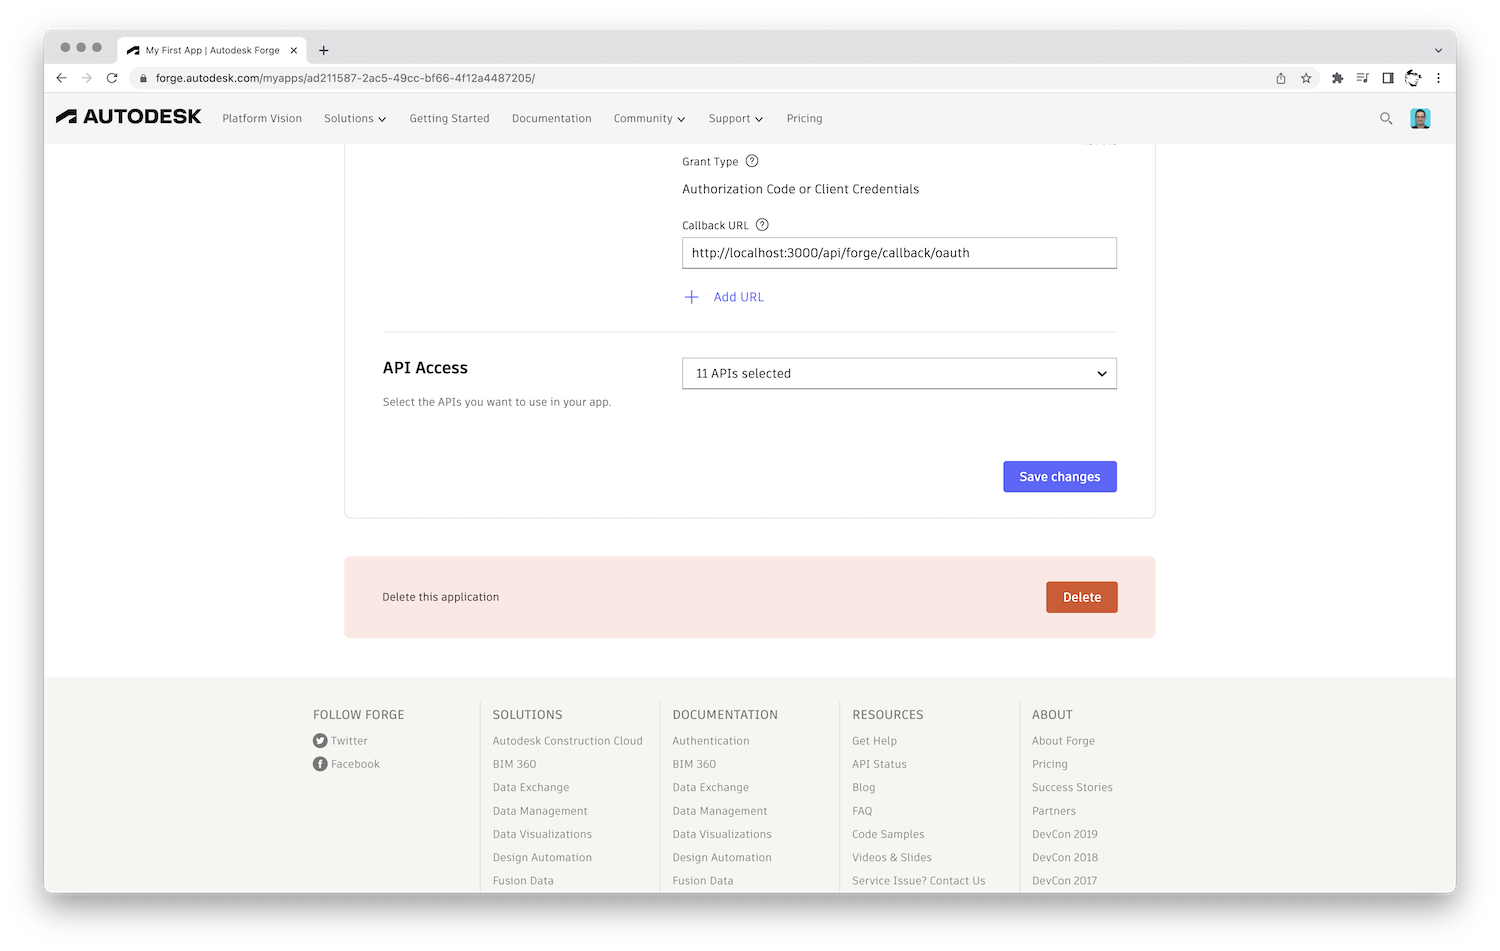 My First App | Autodesk Forge
forge.autodesk.com/myapps/ad211587-2ac5-49cc-bf66-4f12a4487205/
AUTODESK
Platform Vision
Solutions
Getting Started
Documentation
Community
Support
Pricing
Grant Type
Authorization Code or Client Credentials
Callback URL
http://localhost:3000/api/forge/callback/oauth
Add URL
API Access
11 APIs selected
Select the APIs you want to use in your app.
Save changes
Delete this application
Delete
FOLLOW FORGE
Twitter
Facebook
SOLUTIONS
Autodesk Construction Cloud
BIM 360
Data Exchange
Data Management
Data Visualizations
Design Automation
Fusion Data
DOCUMENTATION
Authentication
BIM 360
Data Exchange
Data Management
Data Visualizations
Design Automation
Fusion Data
RESOURCES
Get Help
API Status
Blog
FAQ
Code Samples
Videos & Slides
Service Issue? Contact Us
ABOUT
About Forge
Pricing
Success Stories
Partners
DevCon 2019
DevCon 2018
DevCon 2017